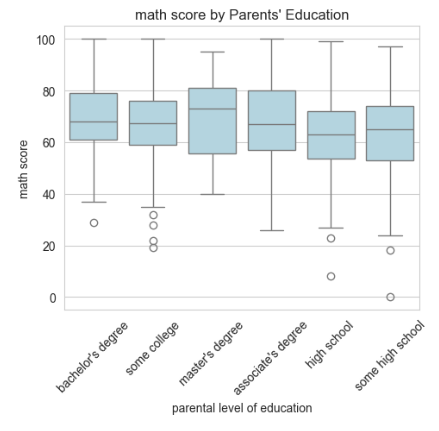 math score by Parents' Education
100
80
60
40
20
0
math score
bachelor's degree
some college
master's degree
associate's degree
high school
some high school
parental level of education